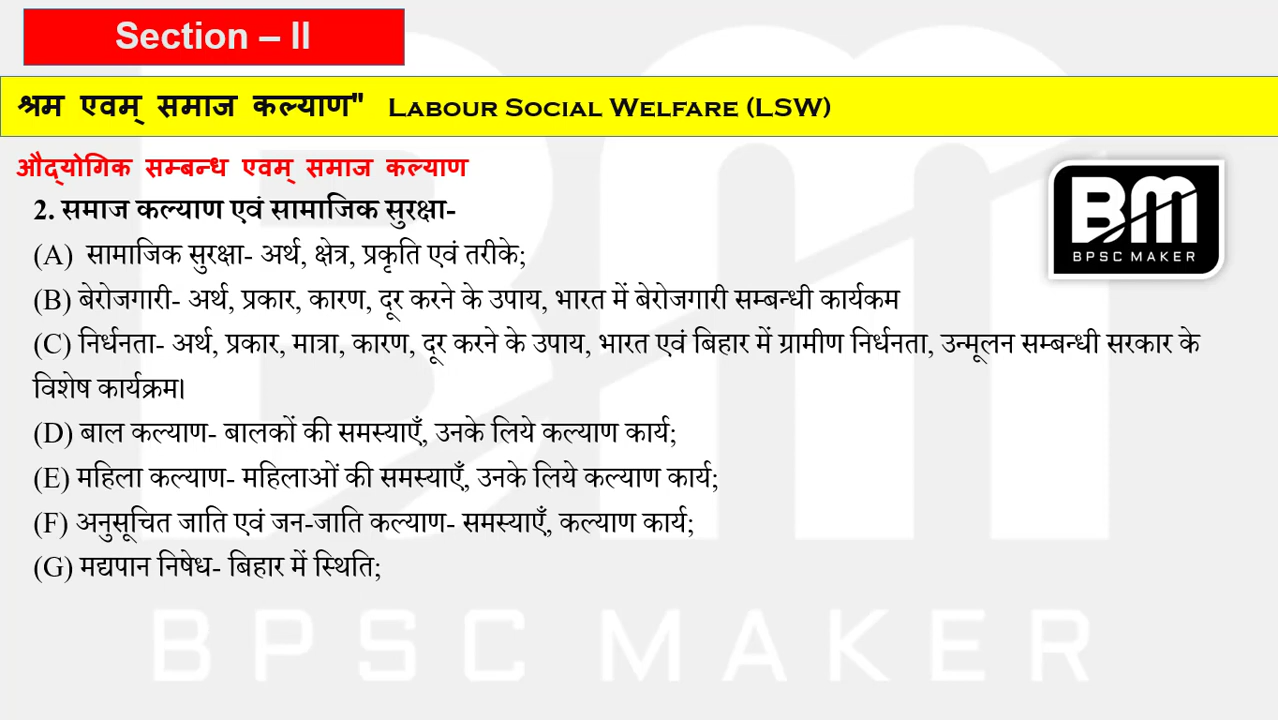 Section – II
श्रम एवम् समाज कल्याण" LABOUR SOCIAL WELFARE (LSW)
औद्योगिक सम्बन्ध एवम् समाज कल्याण
2. समाज कल्याण एवं सामाजिक सुरक्षा-
(A) सामाजिक सुरक्षा- अर्थ, क्षेत्र, प्रकृति एवं तरीके;
(B) बेरोजगारी- अर्थ, प्रकार, कारण, दूर करने के उपाय, भारत में बेरोजगारी सम्बन्धी कार्यकम
(C) निर्धनता- अर्थ, प्रकार, मात्रा, कारण, दूर करने के उपाय, भारत एवं बिहार में ग्रामीण निर्धनता, उन्मूलन सम्बन्धी सरकार के
विशेष कार्यक्रम।
(D) बाल कल्याण- बालकों की समस्याएँ, उनके लिये कल्याण कार्य;
(E) महिला कल्याण- महिलाओं की समस्याएँ, उनके लिये कल्याण कार्य;
(F) अनुसूचित जाति एवं जन-जाति कल्याण- समस्याएँ, कल्याण कार्य;
(G) मद्यपान निषेध- बिहार में स्थिति;
BM
BPSC MAKER
BM
BPSC MAKER